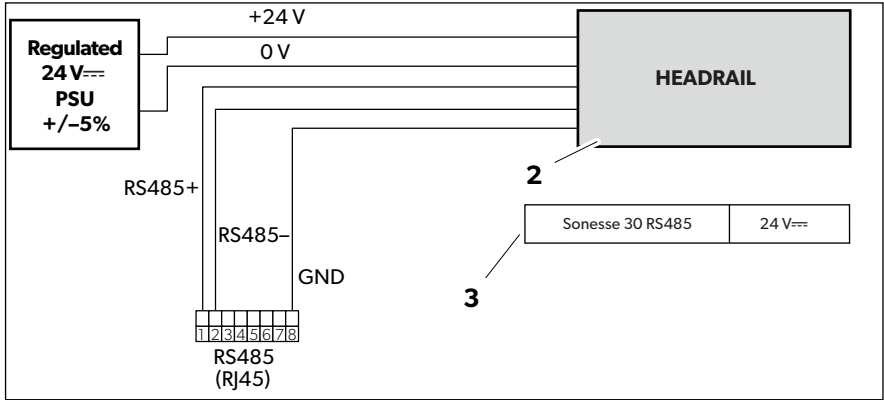 +24 V
Regulated
24 V⎓
PSU
+/–5%
0 V
HEADRAIL
2
RS485+
RS485–
GND
Sonesse 30 RS485
24 V⎓
3
1 2 3 4 5 6 7 8
RS485
(RJ45)